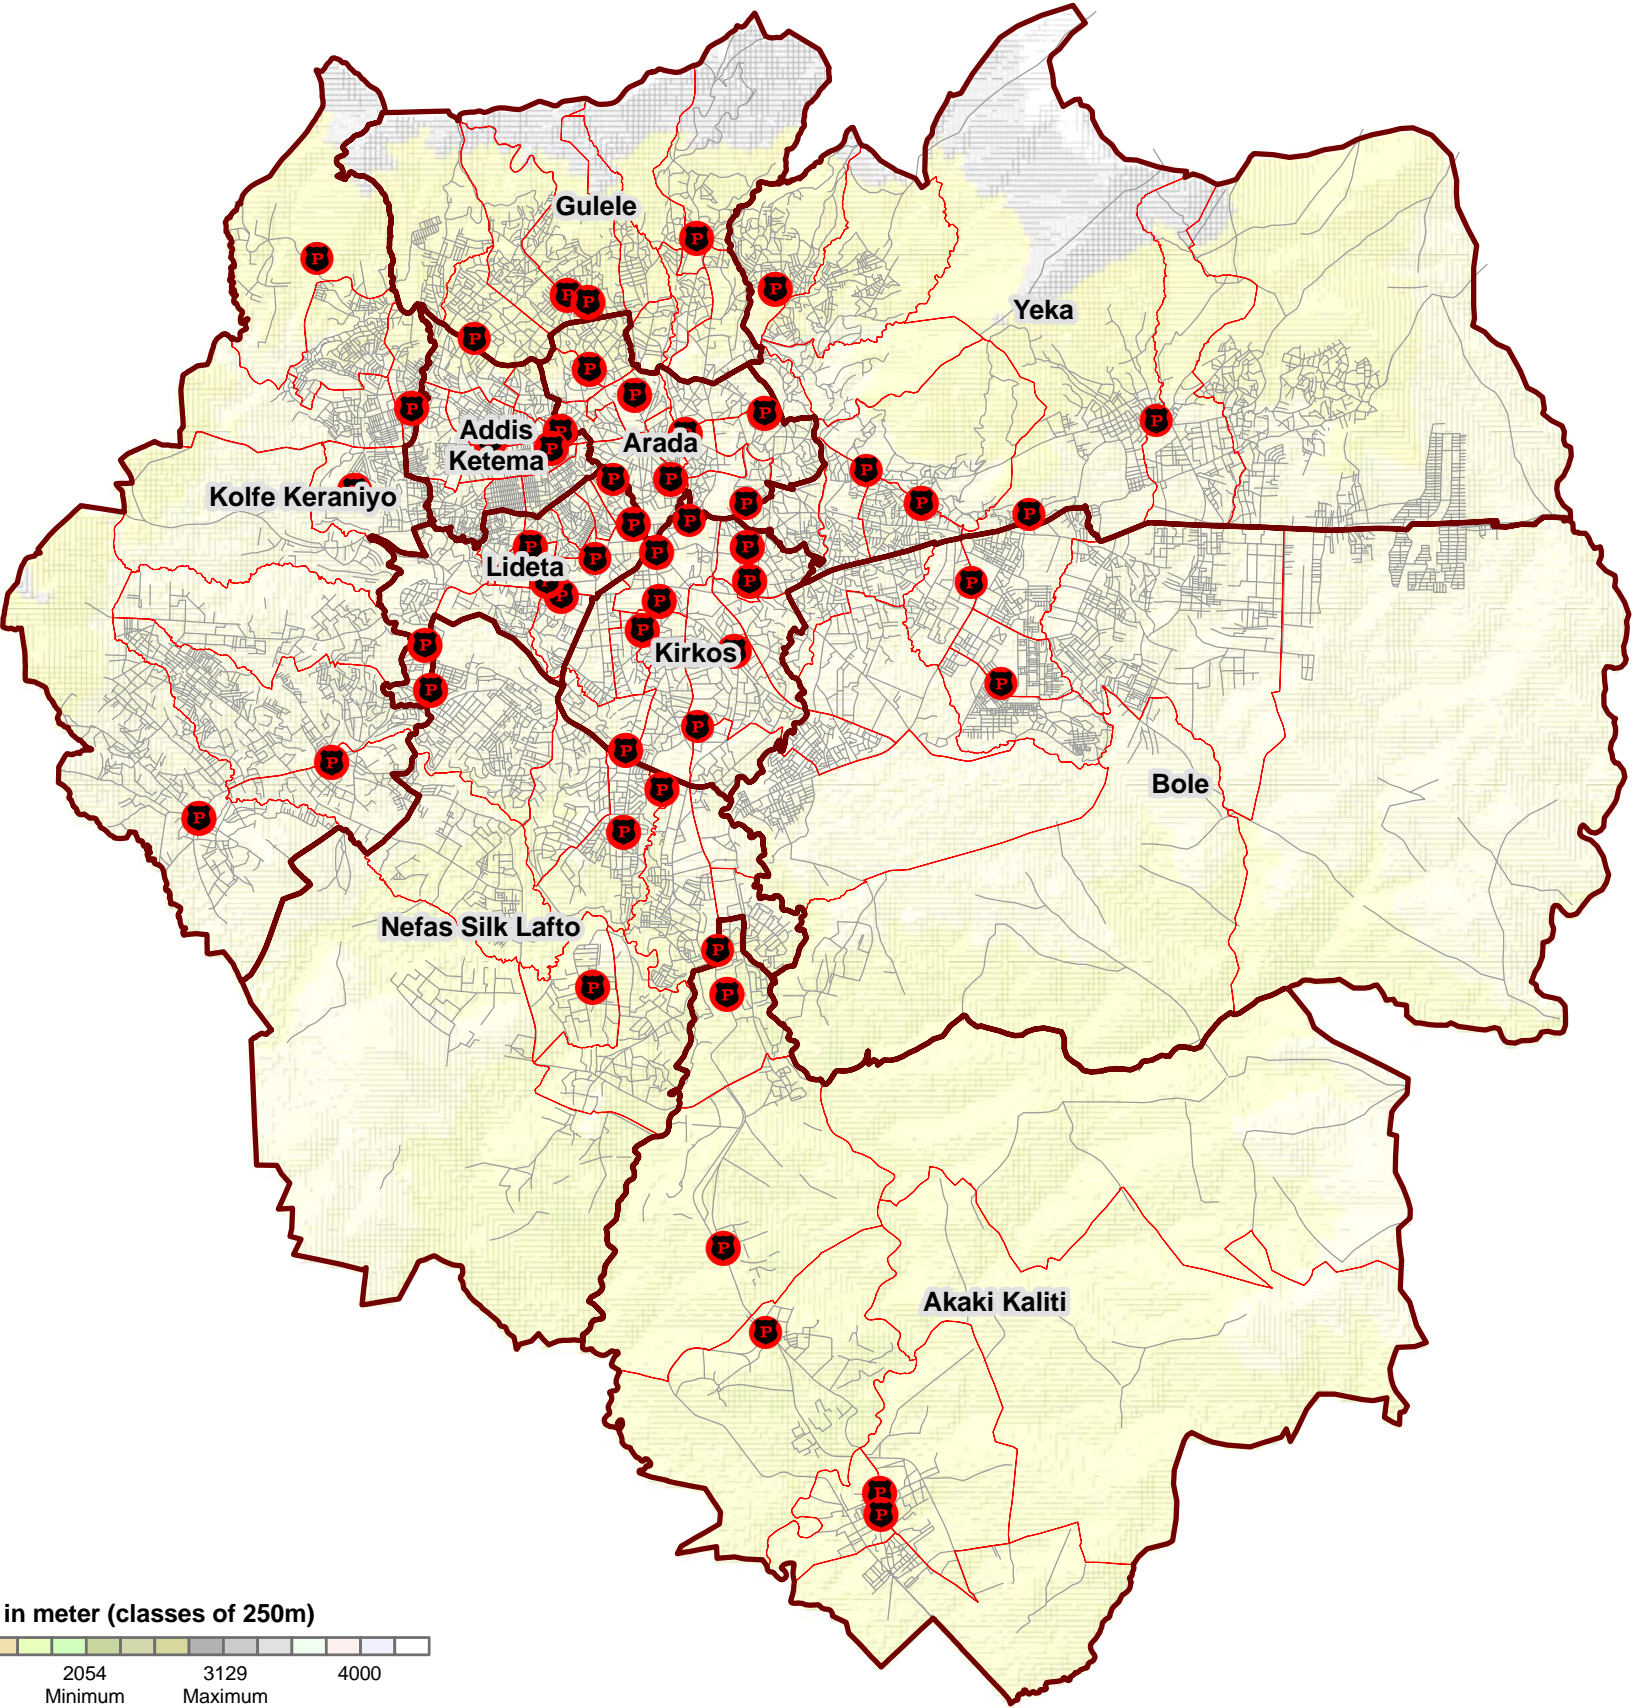 Gulele
Yeka
Addis
Ketema
Arada
Kolfe Keraniyo
Lideta
Kirkos
Bole
Nefas Silk Lafto
Akaki Kaliti
in meter (classes of 250m)
2054 3129 4000
Minimum Maximum